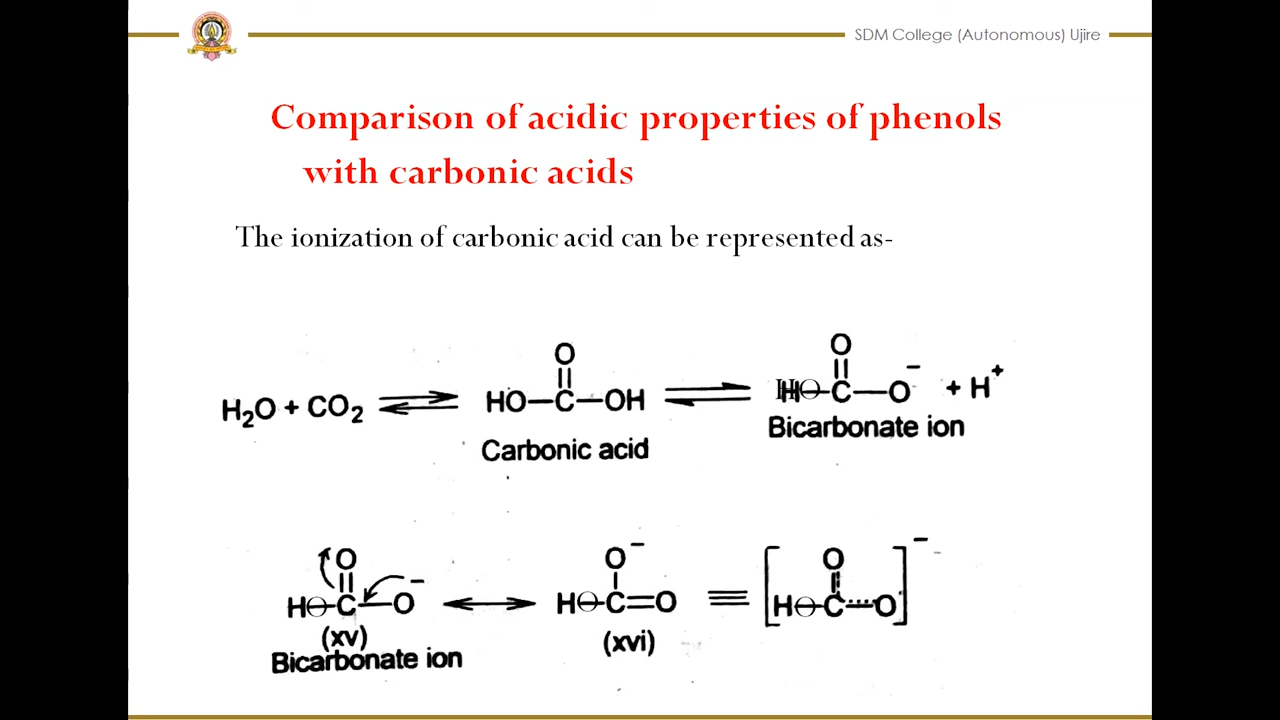 SDM College (Autonomous) Ujire
Comparison of acidic properties of phenols
with carbonic acids
The ionization of carbonic acid can be represented as-
O O
H₂O + CO₂ ⇌ HO—C—OH ⇌ HO—C—O⁻ + H⁺
Carbonic acid Bicarbonate ion
O O⁻ O
HO—C—O⁻ ↔ HO—C=O ≡ [HO—C—O]⁻
(xv) (xvi)
Bicarbonate ion